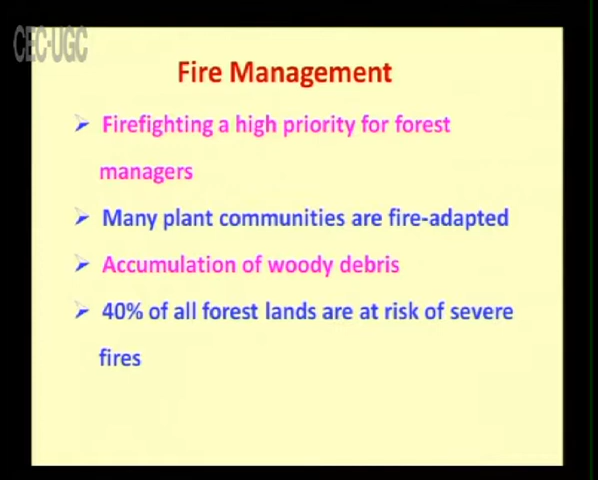 CEC-UGC
Fire Management
➢ Firefighting a high priority for forest
managers
➢ Many plant communities are fire-adapted
➢ Accumulation of woody debris
➢ 40% of all forest lands are at risk of severe
fires